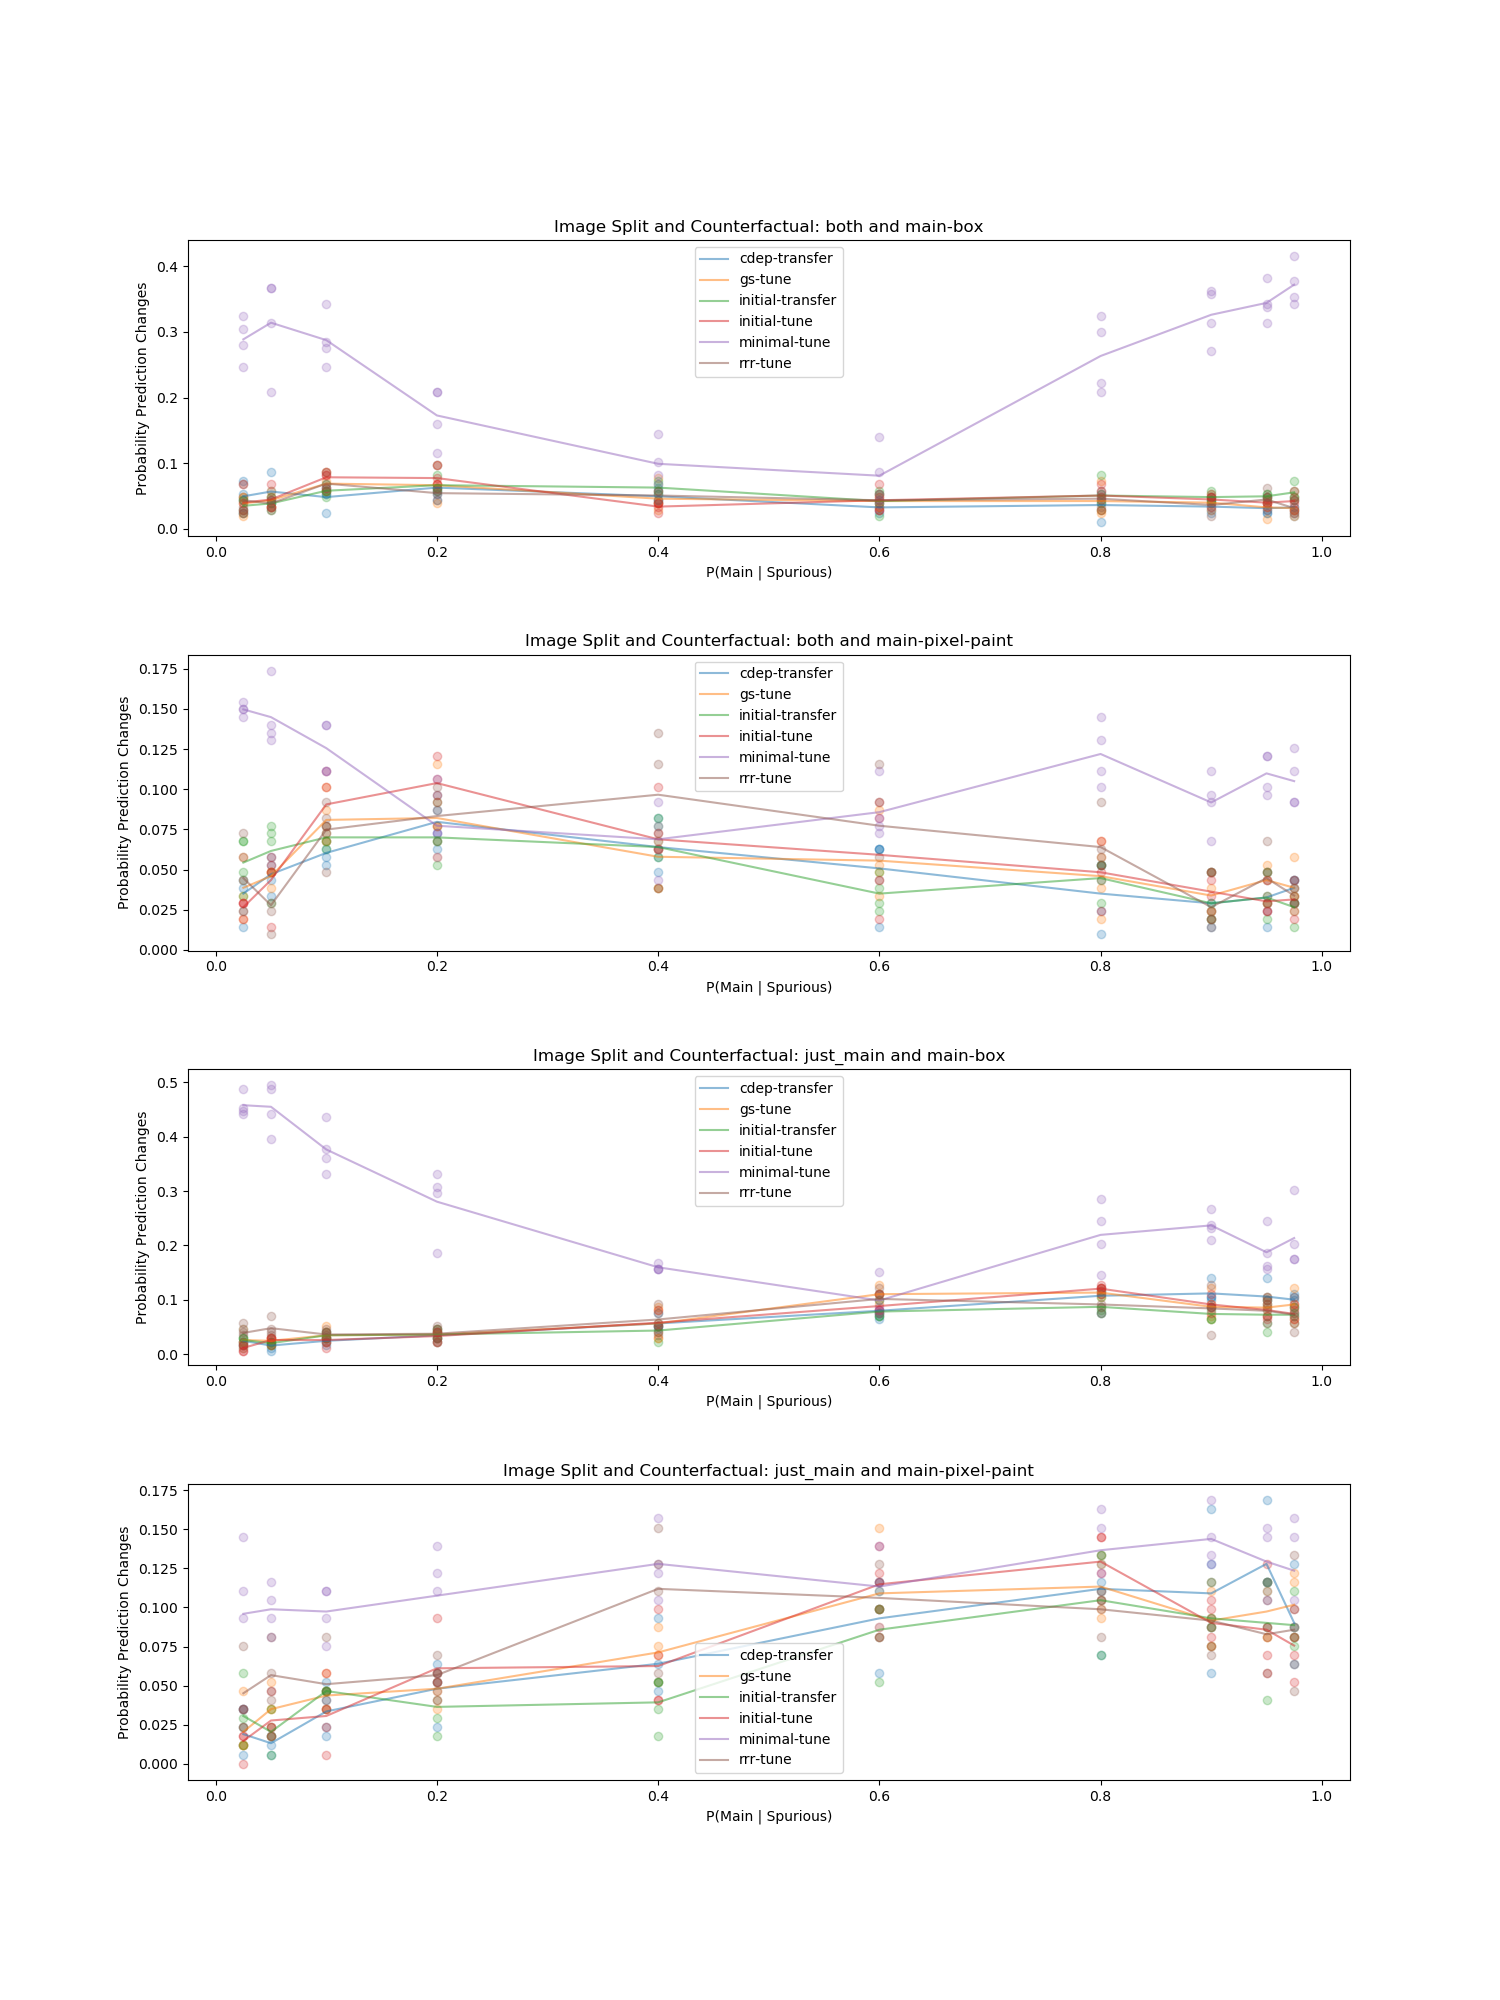 Image Split and Counterfactual: both and main-box
Probability Prediction Changes
0.4
0.3
0.2
0.1
0.0
cdep-transfer
gs-tune
initial-transfer
initial-tune
minimal-tune
rrr-tune
0.0 0.2 0.4 0.6 0.8 1.0
P(Main | Spurious)
Image Split and Counterfactual: both and main-pixel-paint
Probability Prediction Changes
0.175
0.150
0.125
0.100
0.075
0.050
0.025
0.000
cdep-transfer
gs-tune
initial-transfer
initial-tune
minimal-tune
rrr-tune
0.0 0.2 0.4 0.6 0.8 1.0
P(Main | Spurious)
Image Split and Counterfactual: just_main and main-box
Probability Prediction Changes
0.5
0.4
0.3
0.2
0.1
0.0
cdep-transfer
gs-tune
initial-transfer
initial-tune
minimal-tune
rrr-tune
0.0 0.2 0.4 0.6 0.8 1.0
P(Main | Spurious)
Image Split and Counterfactual: just_main and main-pixel-paint
Probability Prediction Changes
0.175
0.150
0.125
0.100
0.075
0.050
0.025
0.000
cdep-transfer
gs-tune
initial-transfer
initial-tune
minimal-tune
rrr-tune
0.0 0.2 0.4 0.6 0.8 1.0
P(Main | Spurious)